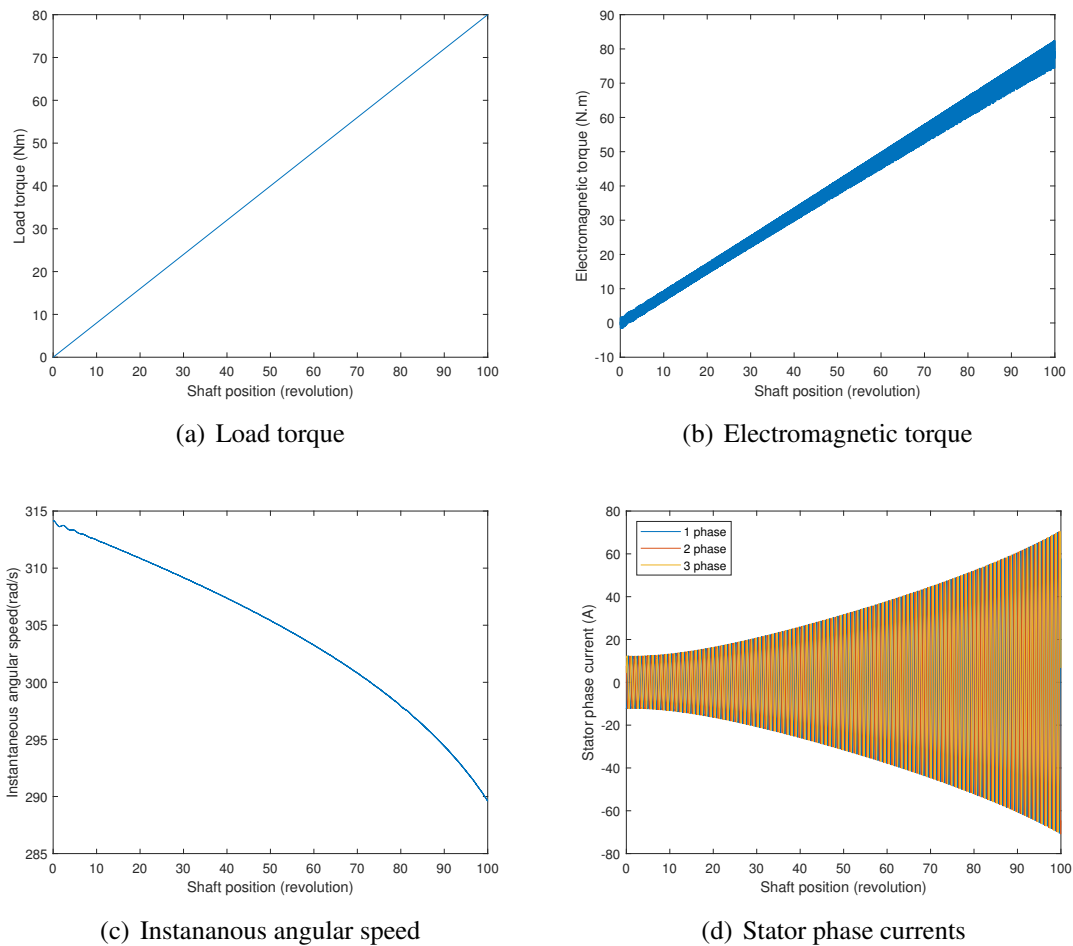 80
70
60
50
40
30
20
10
0
Load torque (Nm)
0 10 20 30 40 50 60 70 80 90 100
Shaft position (revolution)
(a) Load torque
90
80
70
60
50
40
30
20
10
0
-10
Electromagnetic torque (N.m)
0 10 20 30 40 50 60 70 80 90 100
Shaft position (revolution)
(b) Electromagnetic torque
315
310
305
300
295
290
285
Instantaneous angular speed(rad/s)
0 10 20 30 40 50 60 70 80 90 100
Shaft position (revolution)
(c) Instananous angular speed
80
60
40
20
0
-20
-40
-60
-80
Stator phase current (A)
1 phase
2 phase
3 phase
0 10 20 30 40 50 60 70 80 90 100
Shaft position (revolution)
(d) Stator phase currents